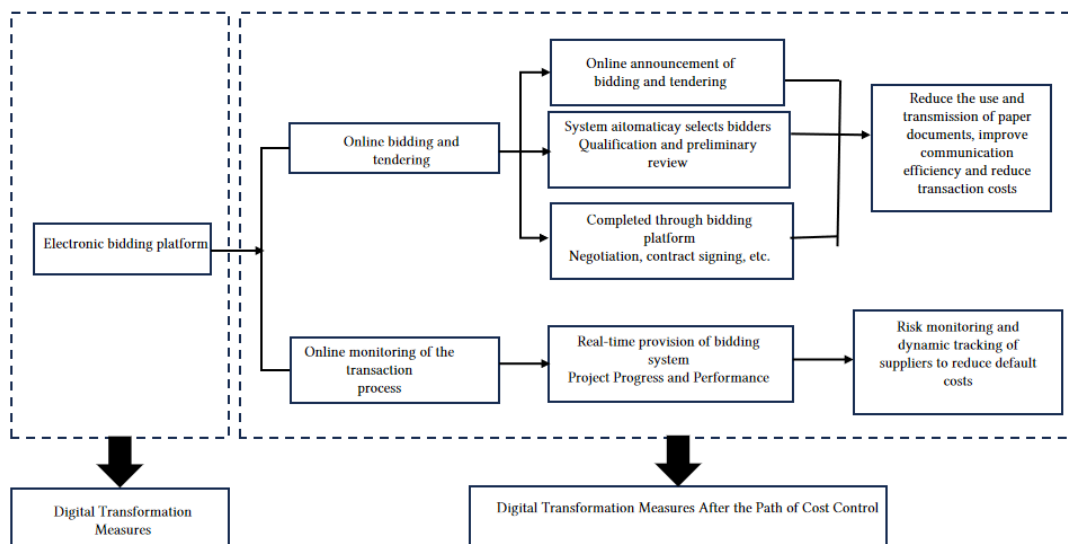 Online announcement of
bidding and tendering
System aitomaticay selects bidders
Qualification and preliminary
review
Completed through bidding
platform
Negotiation, contract signing, etc.
Reduce the use and
transmission of paper
documents, improve
communication
efficiency and reduce
transaction costs
Online bidding and
tendering
Electronic bidding platform
Online monitoring of the
transaction
process
Real-time provision of bidding
system
Project Progress and Performance
Risk monitoring and
dynamic tracking of
suppliers to reduce default
costs
Digital Transformation
Measures
Digital Transformation Measures After the Path of Cost Control